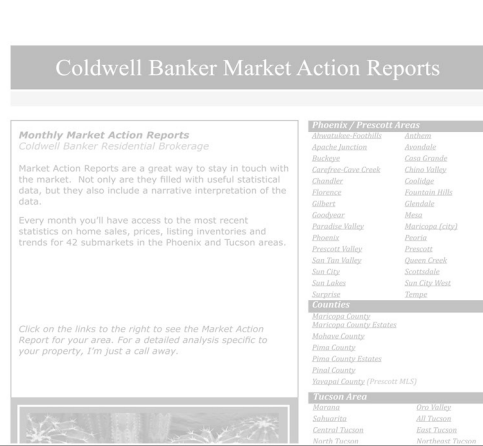 Coldwell Banker Market Action Reports
Monthly Market Action Reports
Coldwell Banker Residential Brokerage
Market Action Reports are a great way to stay in touch with
the market.  Not only are they filled with useful statistical
data, but they also include a narrative interpretation of the
data.
Every month you'll have access to the most recent
statistics on home sales, prices, listing inventories and
trends for 42 submarkets in the Phoenix and Tucson areas.
Click on the links to the right to see the Market Action
Report for your area. For a detailed analysis specific to
your property, I'm just a call away.
Phoenix / Prescott Areas
Ahwatukee-Foothills Anthem
Apache Junction Avondale
Buckeye Casa Grande
Carefree-Cave Creek Chino Valley
Chandler Coolidge
Florence Fountain Hills
Gilbert Glendale
Goodyear Mesa
Paradise Valley Maricopa (city)
Phoenix Peoria
Prescott Valley Prescott
San Tan Valley Queen Creek
Sun City Scottsdale
Sun Lakes Sun City West
Surprise Tempe
Counties
Maricopa County
Maricopa County Estates
Mohave County
Pima County
Pima County Estates
Pinal County
Yavapai County (Prescott MLS)
Tucson Area
Marana Oro Valley
Sahuarita All Tucson
Central Tucson East Tucson
North Tucson Northeast Tucson